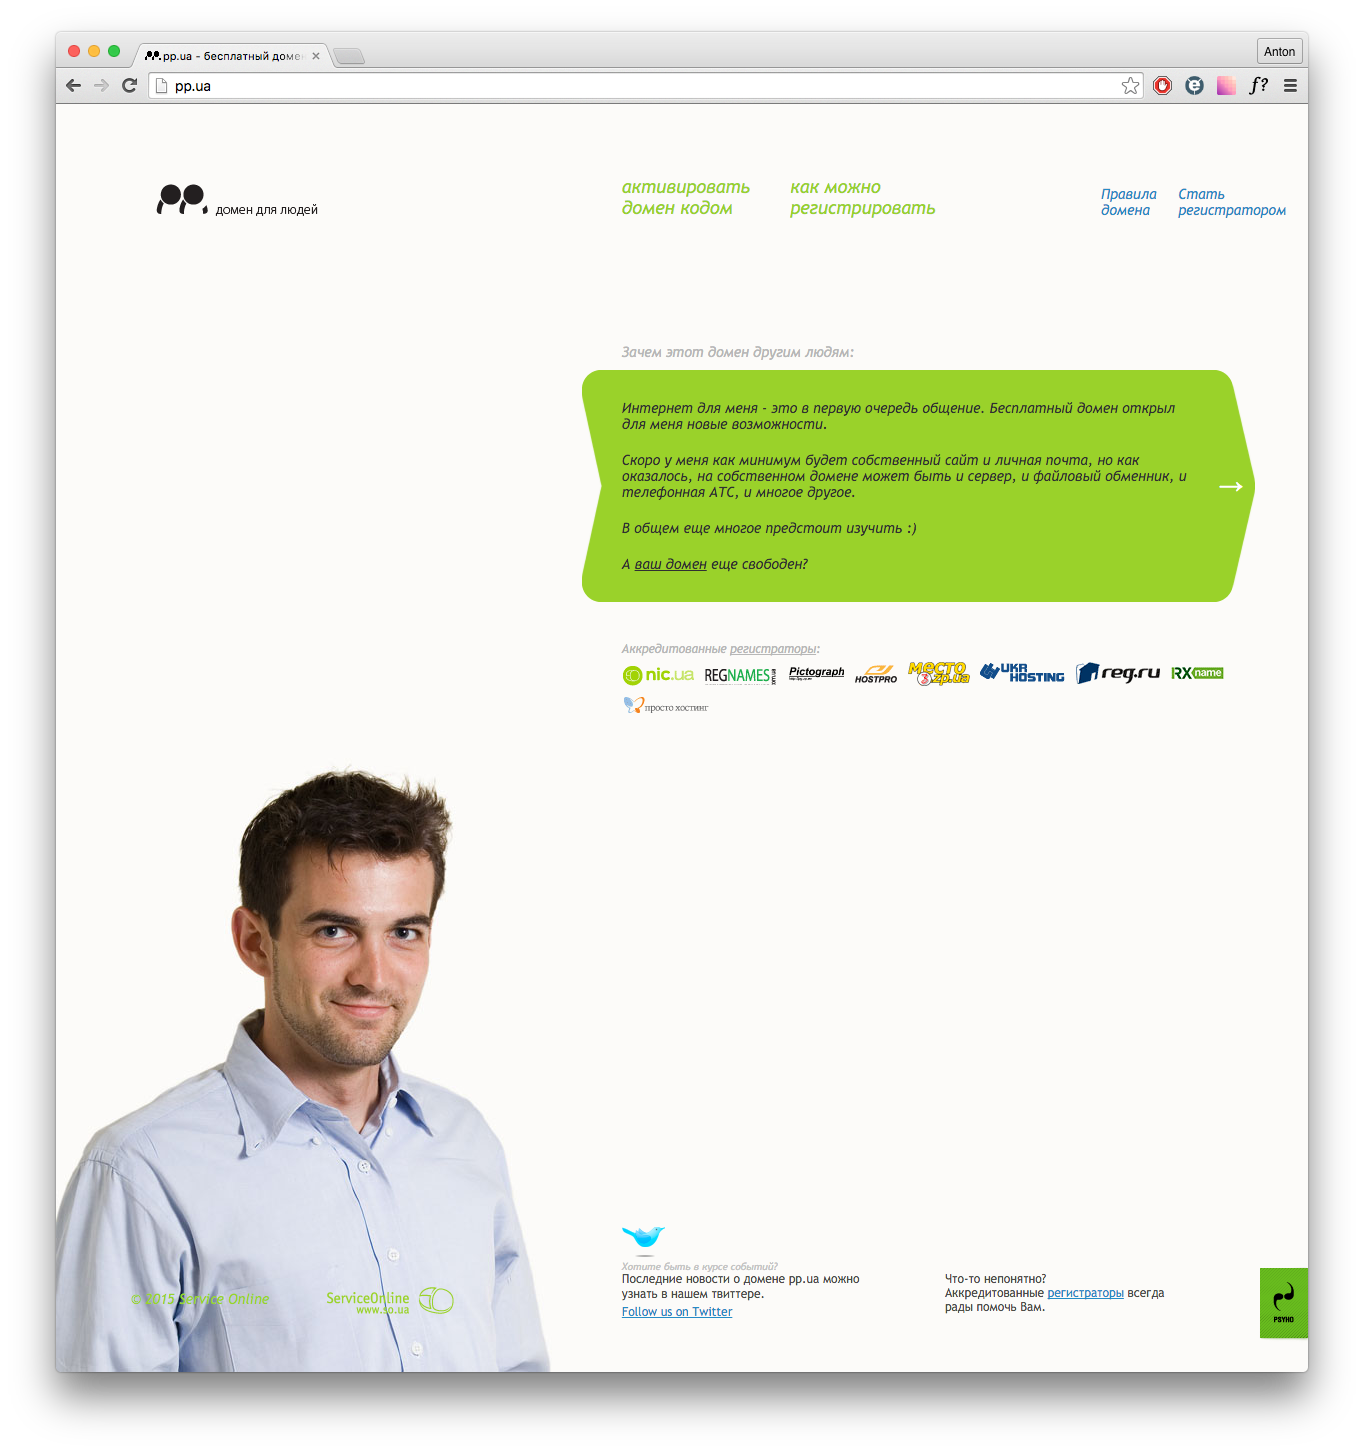 pp.ua - бесплатный доме
Anton
pp.ua
f?
домен для людей
активировать
домен кодом
как можно
регистрировать
Правила
домена
Стать
регистратором
Зачем этот домен другим людям:
Интернет для меня - это в первую очередь общение. Бесплатный домен открыл
для меня новые возможности.
Скоро у меня как минимум будет собственный сайт и личная почта, но как
оказалось, на собственном домене может быть и сервер, и файловый обменник, и
телефонная АТС, и многое другое.
→
В общем еще многое предстоит изучить :)
А ваш домен еще свободен?
Аккредитованные регистраторы:
nic.ua
REGNAMES
com.ua
Pictograph
HOSTPRO
место
zp.ua
UKR
HOSTING
reg.ru
RX name
просто хостинг
Хотите быть в курсе событий?
Последние новости о домене pp.ua можно
узнать в нашем твиттере.
Follow us on Twitter
Что-то непонятно?
Аккредитованные регистраторы всегда
рады помочь Вам.
© 2015 Service Online
ServiceOnline
www.so.ua
PSYHO